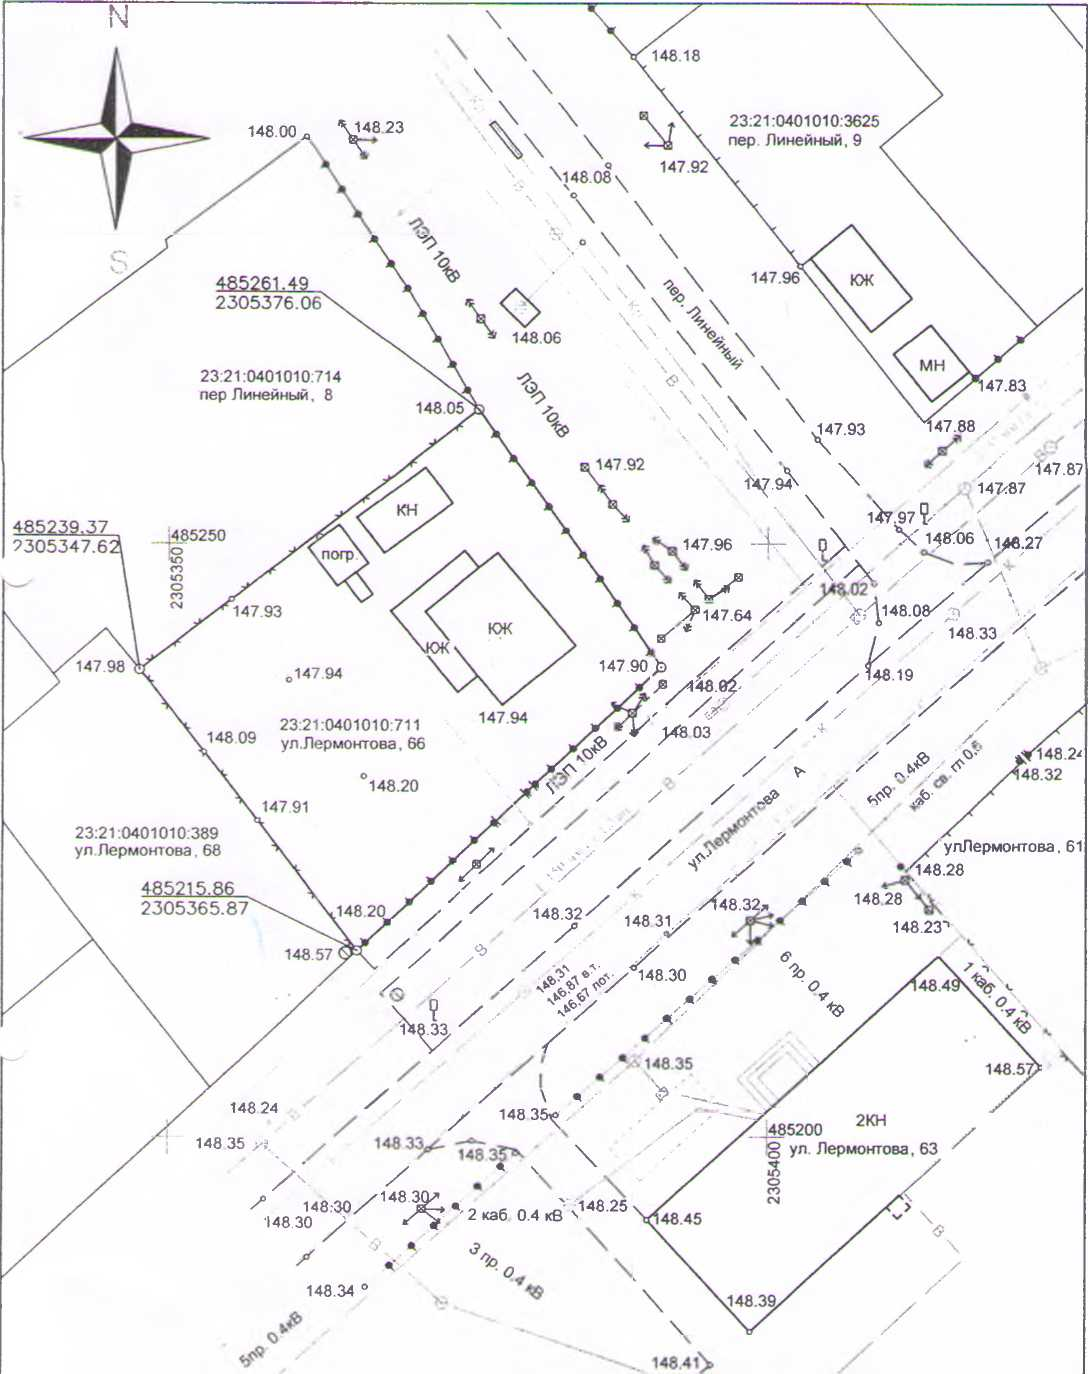 N
148.18
148.00
148.23
23:21:0401010:3625
пер. Линейный, 9
147.92
148.08
S
ЛЭП 10кВ
147.96
КЖ
485261.49
2305376.06
пер. Линейный
148.06
МН
147.83
23:21:0401010:714
пер Линейный, 8
148.05
ЛЭП 10кВ
147.93
147.88
147.92
147.94
147.87
147.87
КН
485239.37
2305347.62
485250
2305350
погр.
147.96
147.97
148.06
148.27
К
148.02
147.93
147.64
148.08
148.33
КЖ
КЖ
147.98
147.94
147.90
148.19
148.02
147.94
23:21:0401010:711
ул.Лермонтова, 66
148.03
148.09
ЛЭП 10кВ
148.20
В
К
А
5пр. 0.4кВ
148.24
148.32
147.91
ул.Лермонтова
23:21:0401010:389
ул.Лермонтова, 68
улЛермонтова, 61
148.28
485215.86
2305365.87
148.28
148.20
148.32
148.31
148.32
148.23
148.57
В
К
148.30
148.31
146,87 в.т.
146,67 лот.
6 пр. 0.4 кВ
148.49
1 каб. 0.4 кВ
148.33
148.35
148.57
148.24
148.35
148.35
148.33
148.35
485200
2305400
2КН
ул. Лермонтова, 63
148.30
148:30
148.30
2 каб. 0.4 кВ
148.25
148.45
В
В
3 пр. 0,4 кВ
148.34
148.39
5пр. 0.4кВ
148.41